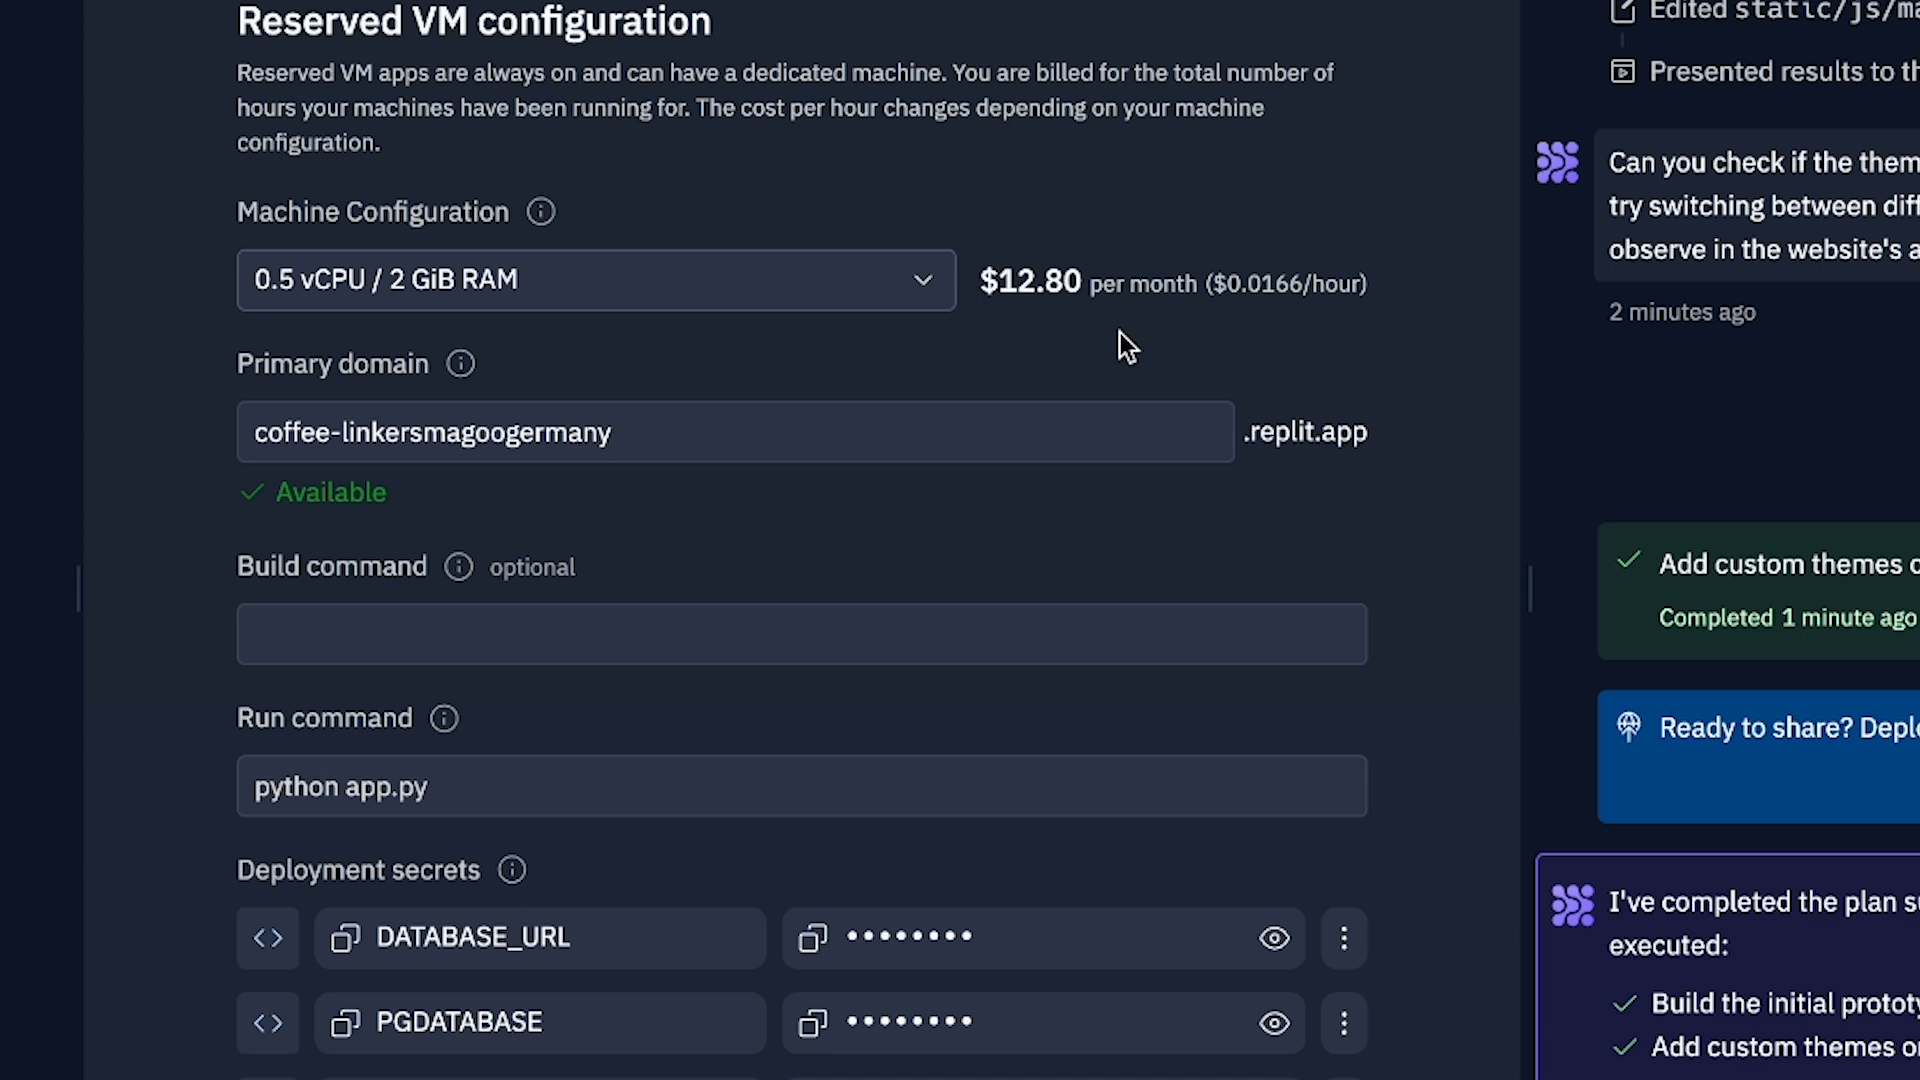 Reserved VM configuration
Reserved VM apps are always on and can have a dedicated machine. You are billed for the total number of
hours your machines have been running for. The cost per hour changes depending on your machine
configuration.
Machine Configuration
0.5 vCPU / 2 GiB RAM
$12.80 per month ($0.0166/hour)
Primary domain
coffee-linkersmagoogermany
.replit.app
Available
Build command optional
Run command
python app.py
Deployment secrets
DATABASE_URL ••••••••
PGDATABASE ••••••••
Edited static/js/ma
Presented results to th
Can you check if the them
try switching between diff
observe in the website's a
2 minutes ago
Add custom themes o
Completed 1 minute ago
Ready to share? Deplo
I've completed the plan su
executed:
Build the initial prototy
Add custom themes or